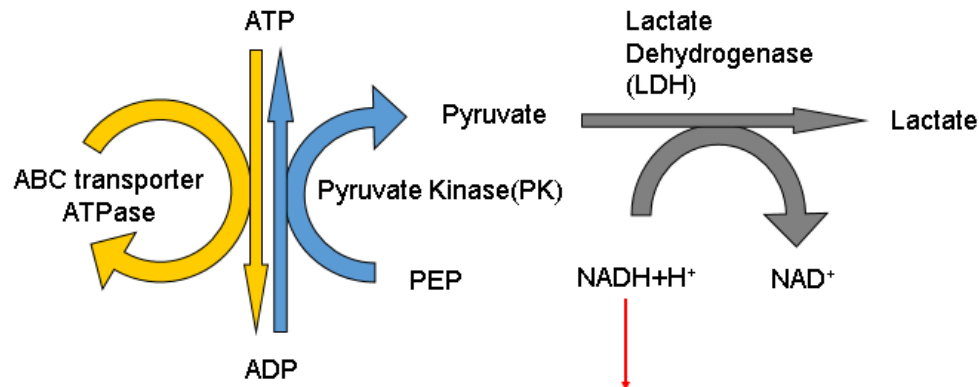 ATP
Lactate
Dehydrogenase
(LDH)
Pyruvate
Lactate
ABC transporter
ATPase
Pyruvate Kinase(PK)
PEP
NADH+H⁺
NAD⁺
ADP